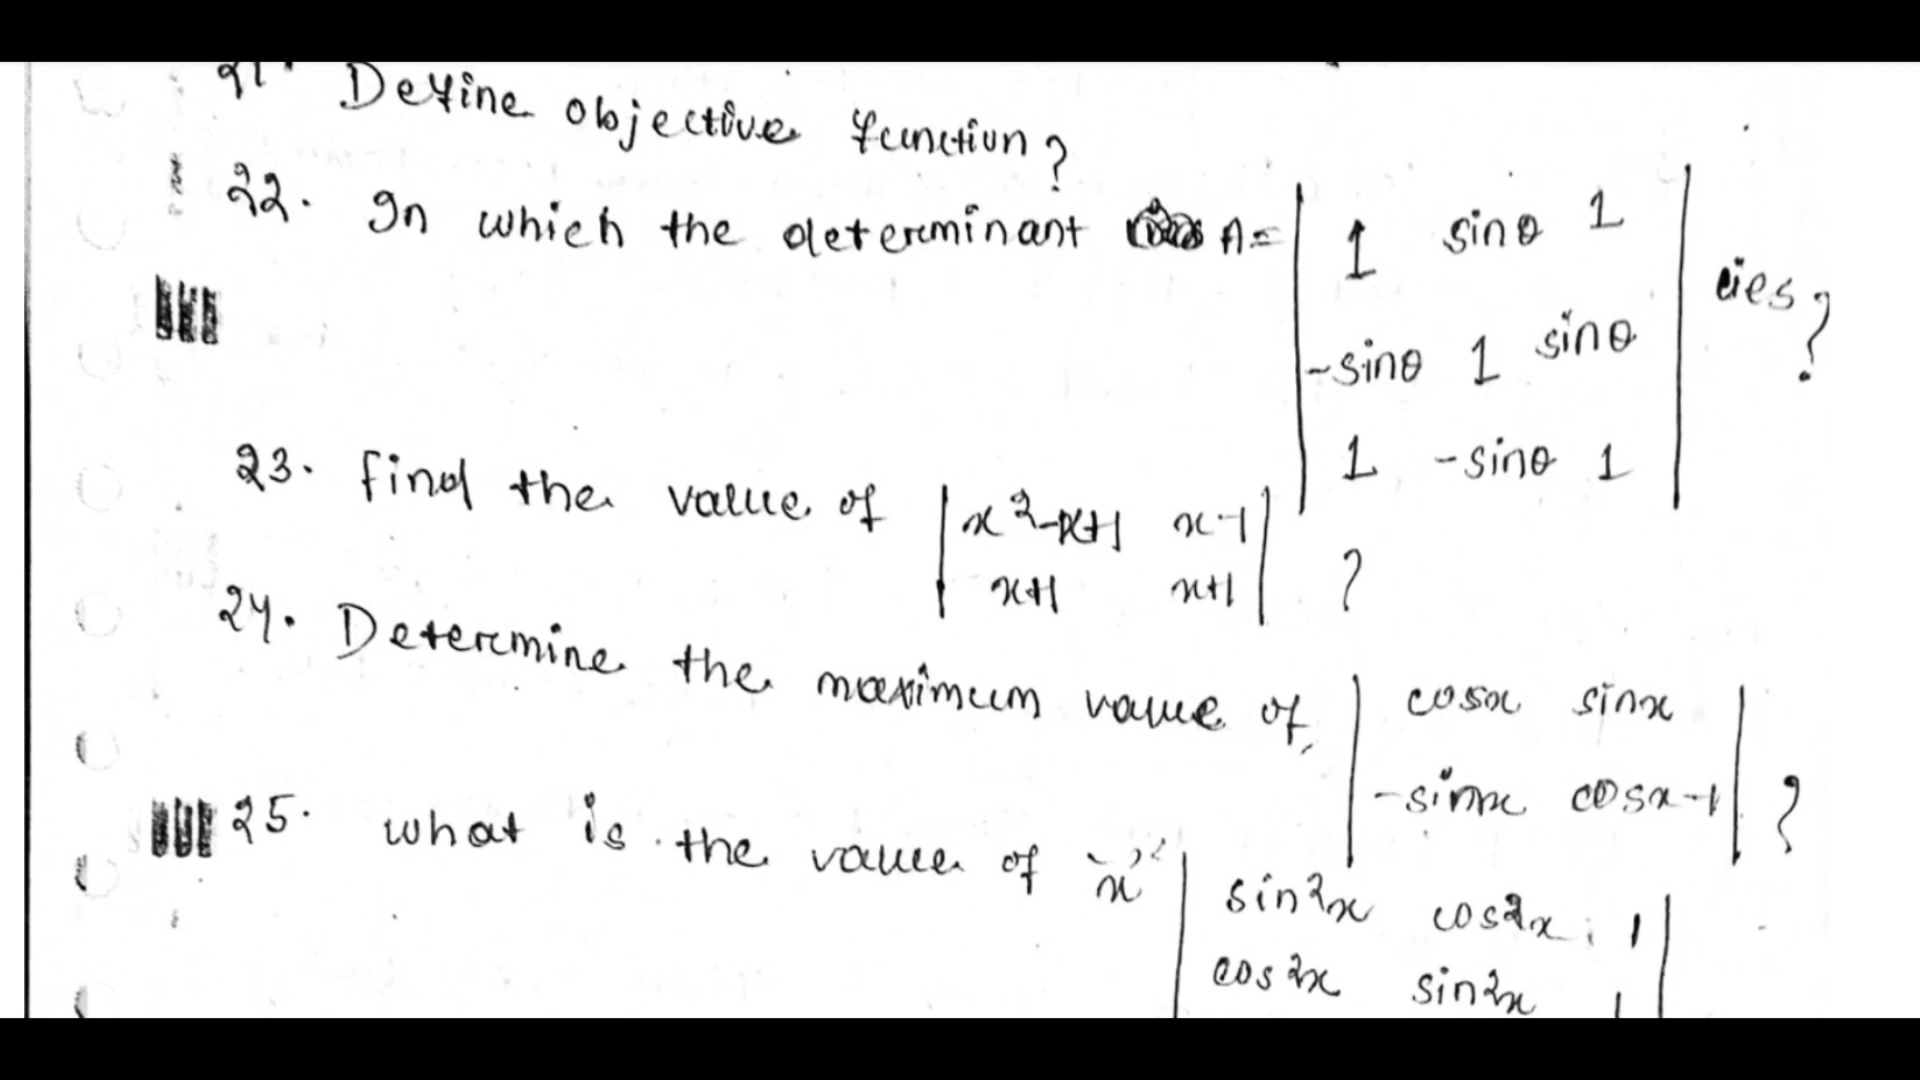 21. Define objective function?
22. In which the determinant A= | 1 sinθ 1 | lies?
| -sinθ 1 sinθ |
| 1 -sinθ 1 |
23. find the value of | x²-x+1 x-1 |
| x+1 x+1 | ?
24. Determine the maximum value of | cosx sinx |
| -sinx cosx-1 | ?
25. what is the value of x | sin²x cos²x 1 |
| cos²x sin²x 1 |